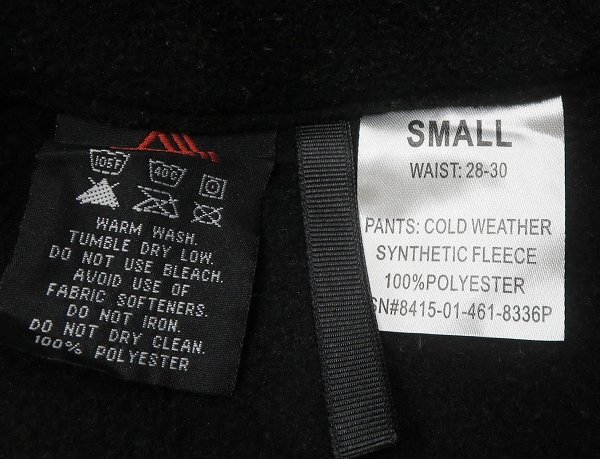 105F
40C
WARM WASH.
TUMBLE DRY LOW.
DO NOT USE BLEACH.
AVOID USE OF
FABRIC SOFTENERS.
DO NOT IRON.
DO NOT DRY CLEAN.
100% POLYESTER
SMALL
WAIST: 28-30
PANTS: COLD WEATHER
SYNTHETIC FLEECE
100%POLYESTER
SN#8415-01-461-8336P